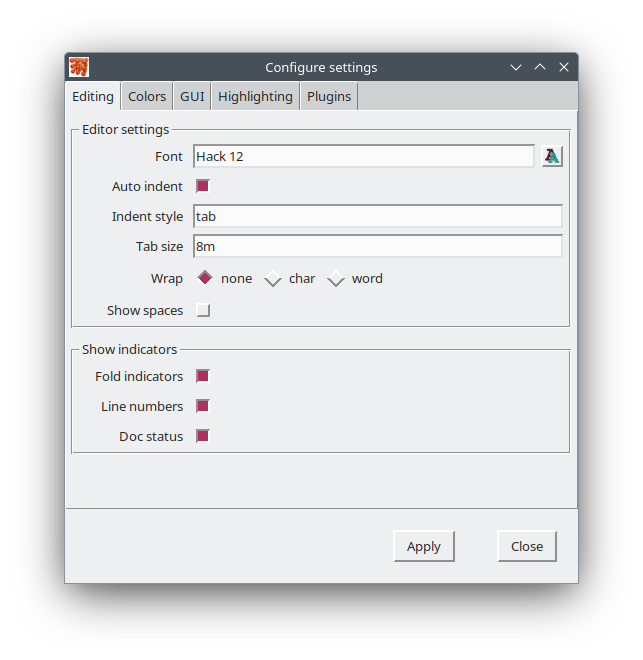 Configure settings
Editing Colors GUI Highlighting Plugins
Editor settings
Font Hack 12
Auto indent
Indent style tab
Tab size 8m
Wrap none char word
Show spaces
Show indicators
Fold indicators
Line numbers
Doc status
Apply Close